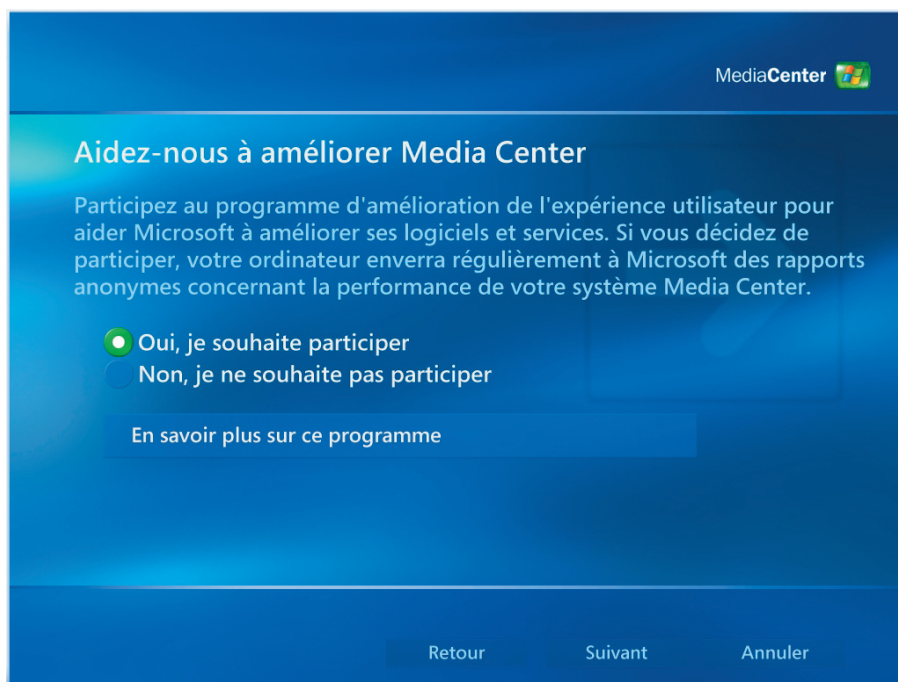 MediaCenter
Aidez-nous à améliorer Media Center
Participez au programme d'amélioration de l'expérience utilisateur pour
aider Microsoft à améliorer ses logiciels et services. Si vous décidez de
participer, votre ordinateur enverra régulièrement à Microsoft des rapports
anonymes concernant la performance de votre système Media Center.
Oui, je souhaite participer
Non, je ne souhaite pas participer
En savoir plus sur ce programme
Retour Suivant Annuler